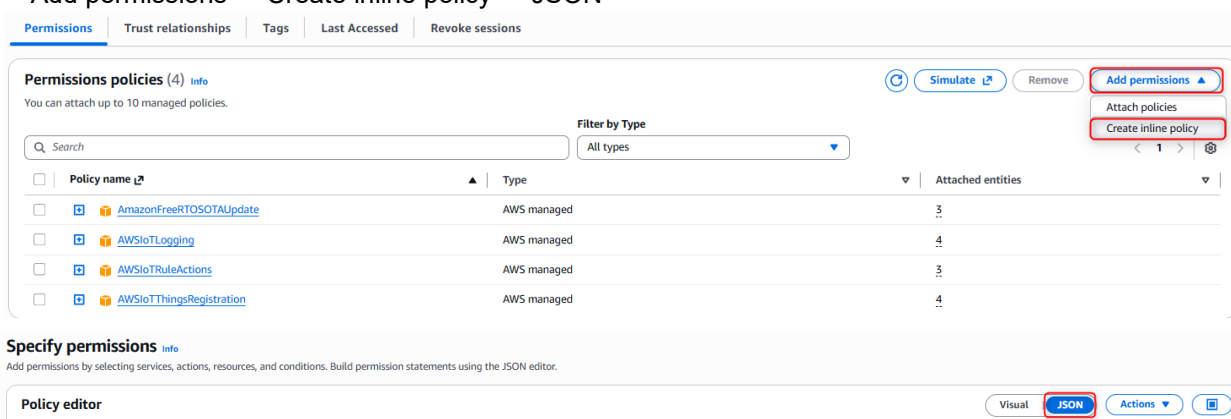 Add permissions Create inline policy JSON
Permissions Trust relationships Tags Last Accessed Revoke sessions
Permissions policies (4) Info
Simulate Remove Add permissions
You can attach up to 10 managed policies.
Attach policies
Filter by Type
Create inline policy
Search All types 1
Policy name Type Attached entities
AmazonFreeRTOSOTAUpdate AWS managed 3
AWSIoTLogging AWS managed 4
AWSIoTRuleActions AWS managed 3
AWSIoTThingsRegistration AWS managed 4
Specify permissions Info
Add permissions by selecting services, actions, resources, and conditions. Build permission statements using the JSON editor.
Policy editor Visual JSON Actions